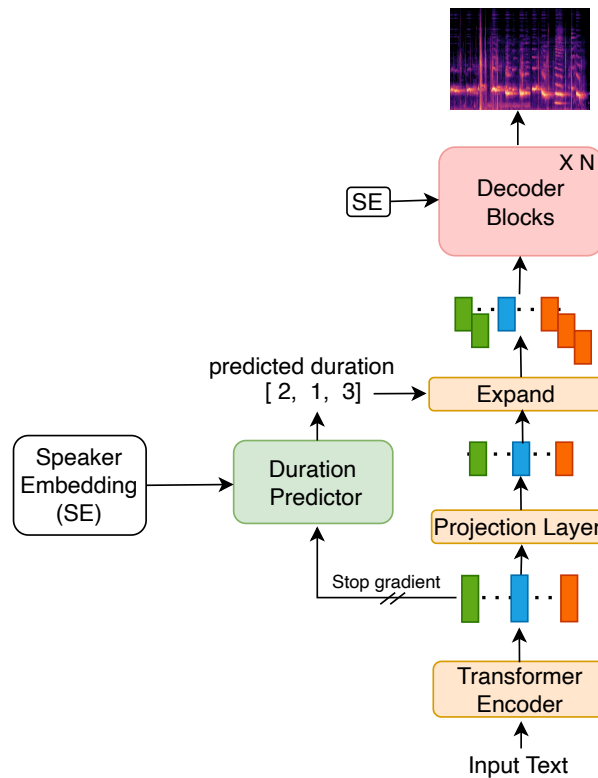 X N
Decoder
Blocks
SE
predicted duration
[ 2, 1, 3]
Expand
Speaker
Embedding
(SE)
Duration
Predictor
Projection Layer
Stop gradient
Transformer
Encoder
Input Text